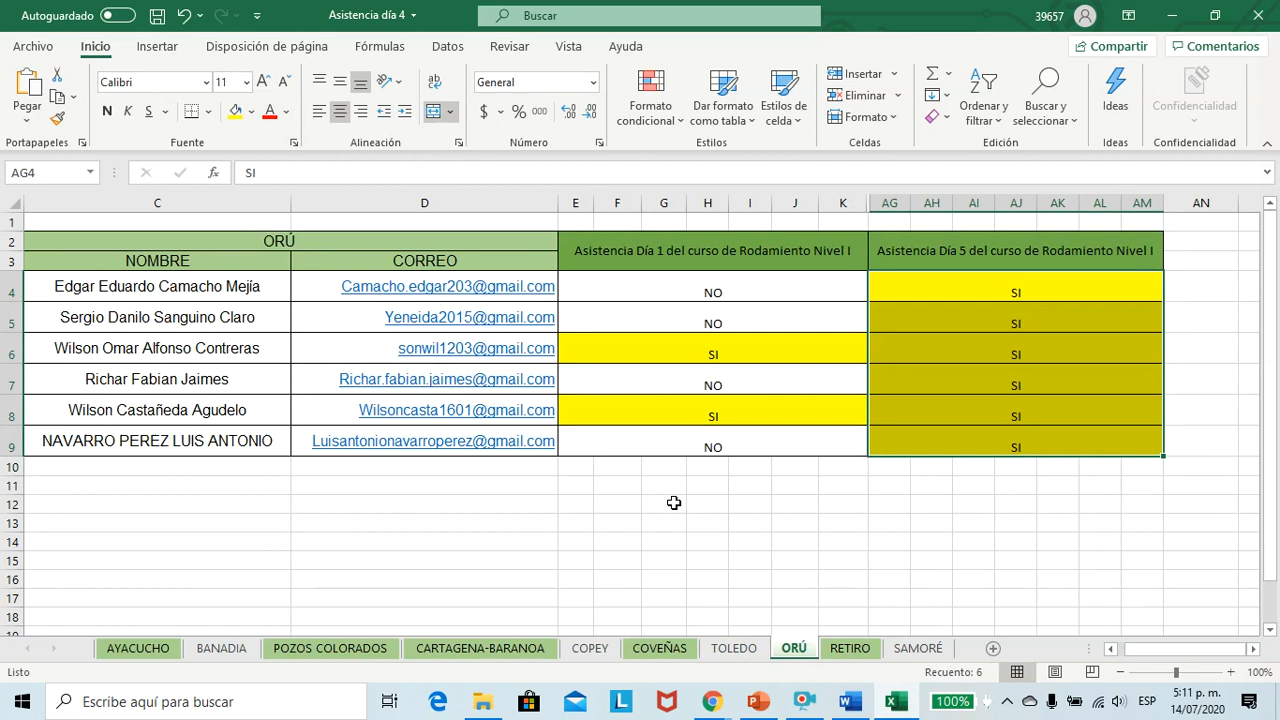 Autoguardado
Asistencia día 4
Buscar
39657
Archivo Inicio Insertar Disposición de página Fórmulas Datos Revisar Vista Ayuda
Compartir Comentarios
Pegar
Calibri 11
N K S
General
$ % 000
Formato condicional
Dar formato como tabla
Estilos de celda
Insertar
Eliminar
Formato
Ordenar y filtrar
Buscar y seleccionar
Ideas
Confidencialidad
Portapapeles Fuente Alineación Número Estilos Celdas Edición Ideas Confidencialidad
AG4 fx SI
C D E F G H I J K AG AH AI AJ AK AL AM AN
1
2 ORÚ Asistencia Día 1 del curso de Rodamiento Nivel I Asistencia Día 5 del curso de Rodamiento Nivel I
3 NOMBRE CORREO
4 Edgar Eduardo Camacho Mejía Camacho.edgar203@gmail.com NO SI
5 Sergio Danilo Sanguino Claro Yeneida2015@gmail.com NO SI
6 Wilson Omar Alfonso Contreras sonwil1203@gmail.com SI SI
7 Richar Fabian Jaimes Richar.fabian.jaimes@gmail.com NO SI
8 Wilson Castañeda Agudelo Wilsoncasta1601@gmail.com SI SI
9 NAVARRO PEREZ LUIS ANTONIO Luisantonionavarroperez@gmail.com NO SI
10
11
12
13
14
15
16
17
18
AYACUCHO BANADIA POZOS COLORADOS CARTAGENA-BARANOA COPEY COVEÑAS TOLEDO ORÚ RETIRO SAMORÉ
Listo Recuento: 6 100%
Escribe aquí para buscar
100%
ESP
5:11 p. m.
14/07/2020